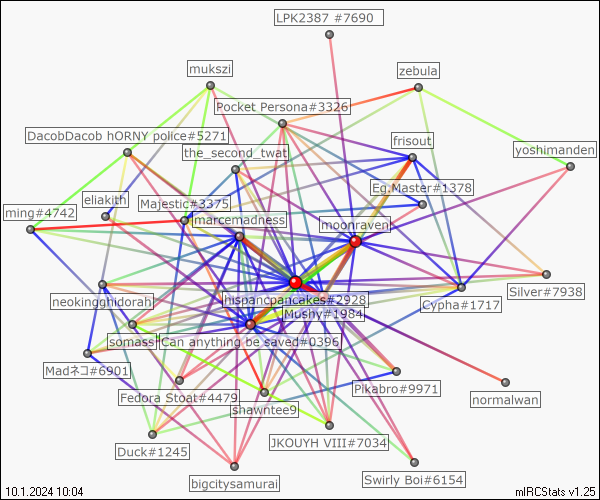 LPK2387 #7690
mukszi
zebula
Pocket Persona#3326
DacobDacob hORNY police#5271
frisout
the_second_twat
yoshimanden
Eg.Master#1378
eliakith
Majestic#3375
ming#4742
marcemadness
moonraven
hispancpancakes#2928
Silver#7938
neokingghidorah
Cypha#1717
Mushy#1984
somass
Can anything be saved#0396
Madネコ#6901
Pikabro#9971
Fedora Stoat#4479
normalwan
shawntee9
JKOUYH VIII#7034
Duck#1245
bigcitysamurai
Swirly Boi#6154
10.1.2024 10:04
mIRCStats v1.25